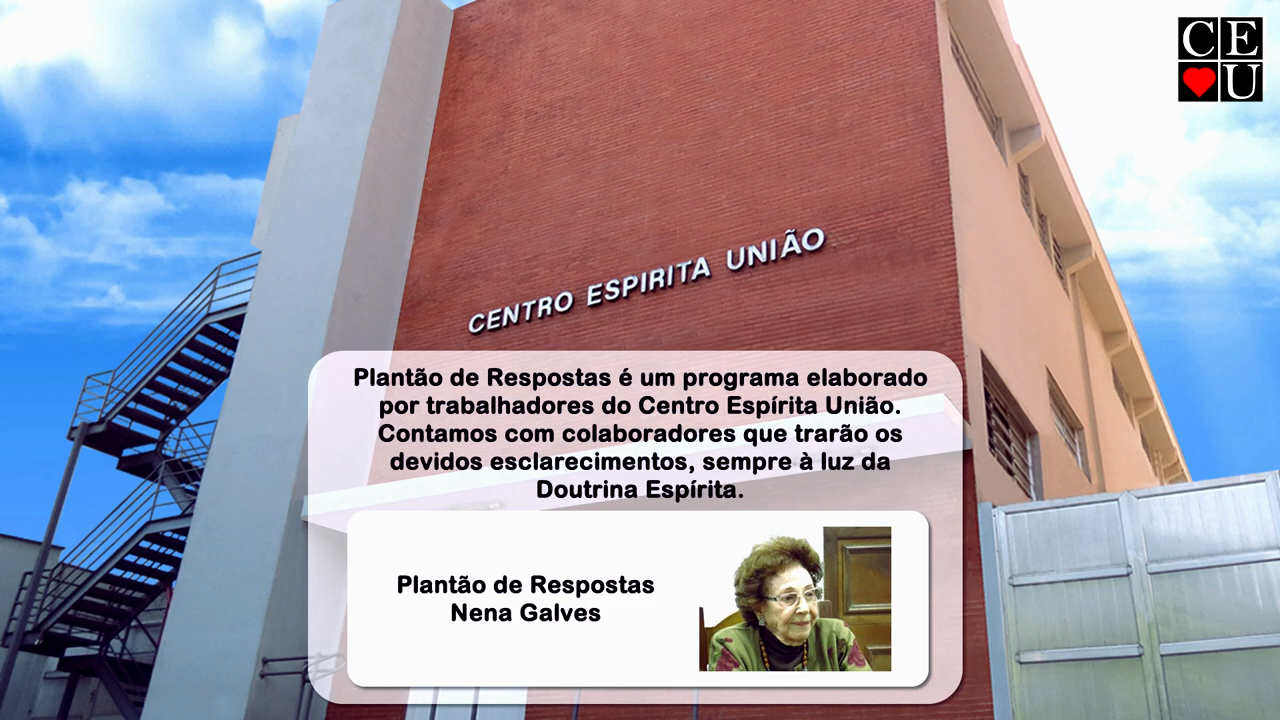 CE
U
CENTRO ESPIRITA UNIÃO
Plantão de Respostas é um programa elaborado
por trabalhadores do Centro Espírita União.
Contamos com colaboradores que trarão os
devidos esclarecimentos, sempre à luz da
Doutrina Espírita.
Plantão de Respostas
Nena Galves